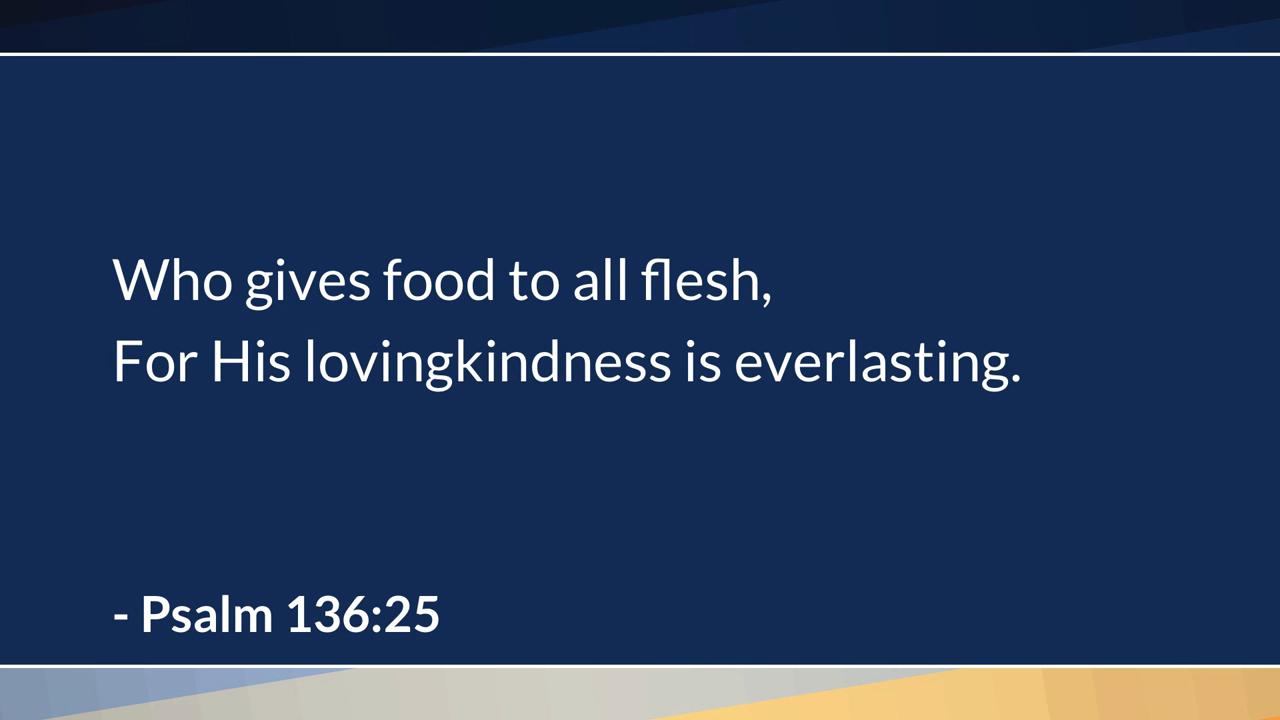 Who gives food to all flesh,
For His lovingkindness is everlasting.
- Psalm 136:25